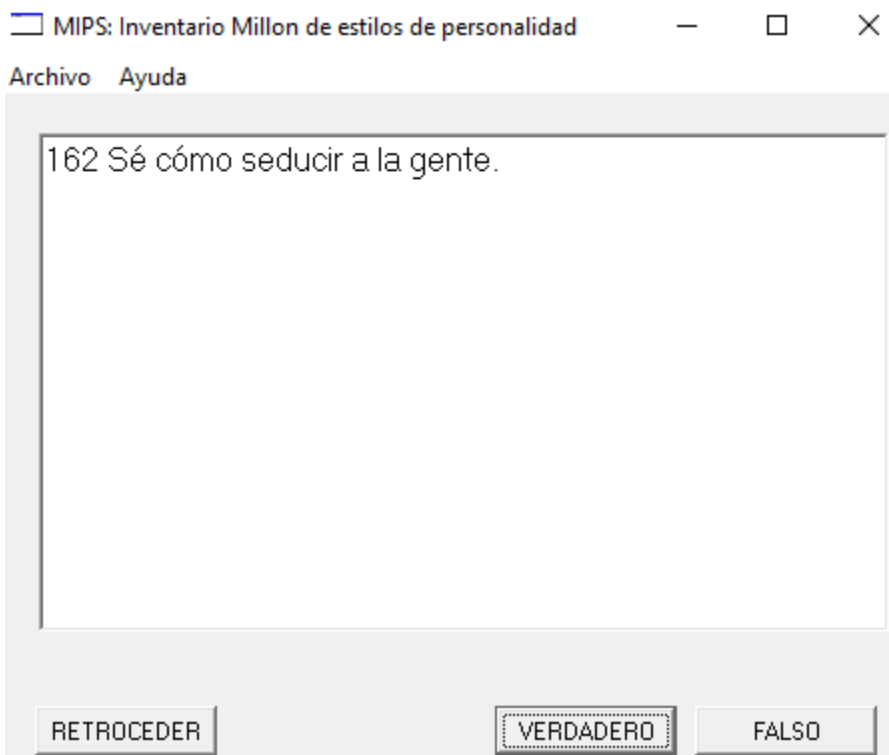 MIPS: Inventario Millon de estilos de personalidad
Archivo Ayuda
162 Sé cómo seducir a la gente.
RETROCEDER VERDADERO FALSO